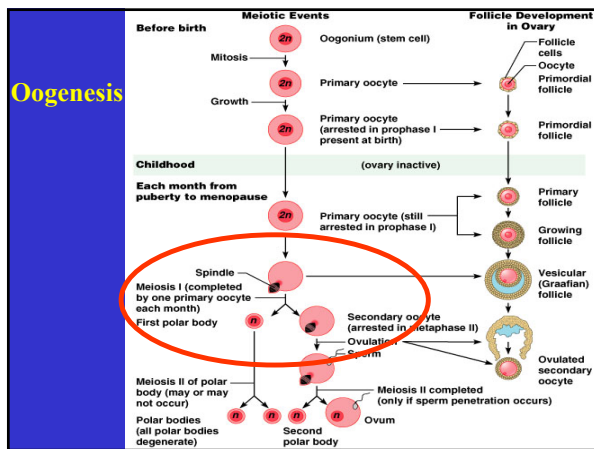 Oogenesis
Meiotic Events
Follicle Development
in Ovary
Before birth
2n
Oogonium (stem cell)
Follicle
cells
Mitosis
Oocyte
2n
Primary oocyte
Primordial
follicle
Growth
2n
Primary oocyte
(arrested in prophase I
present at birth)
Primordial
follicle
Childhood
(ovary inactive)
Each month from
puberty to menopause
2n
Primary oocyte (still
arrested in prophase I)
Primary
follicle
Growing
follicle
Spindle
Meiosis I (completed
by one primary oocyte
each month)
Vesicular
(Graafian)
follicle
First polar body
n
Secondary oocyte
(arrested in metaphase II)
Ovulation
Sperm
Ovulated
secondary
oocyte
Meiosis II of polar
body (may or may
not occur)
Meiosis II completed
(only if sperm penetration occurs)
n
n
n
n
Polar bodies
(all polar bodies
degenerate)
Second
polar body
Ovum